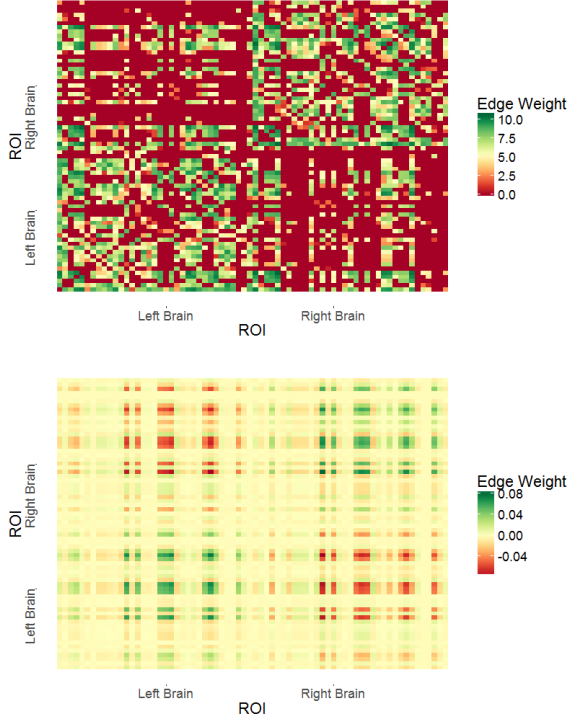 Edge Weight
10.0
7.5
5.0
2.5
0.0
ROI
Right Brain
Left Brain
Left Brain
Right Brain
ROI
Edge Weight
0.08
0.04
0.00
-0.04
ROI
Right Brain
Left Brain
Left Brain
Right Brain
ROI